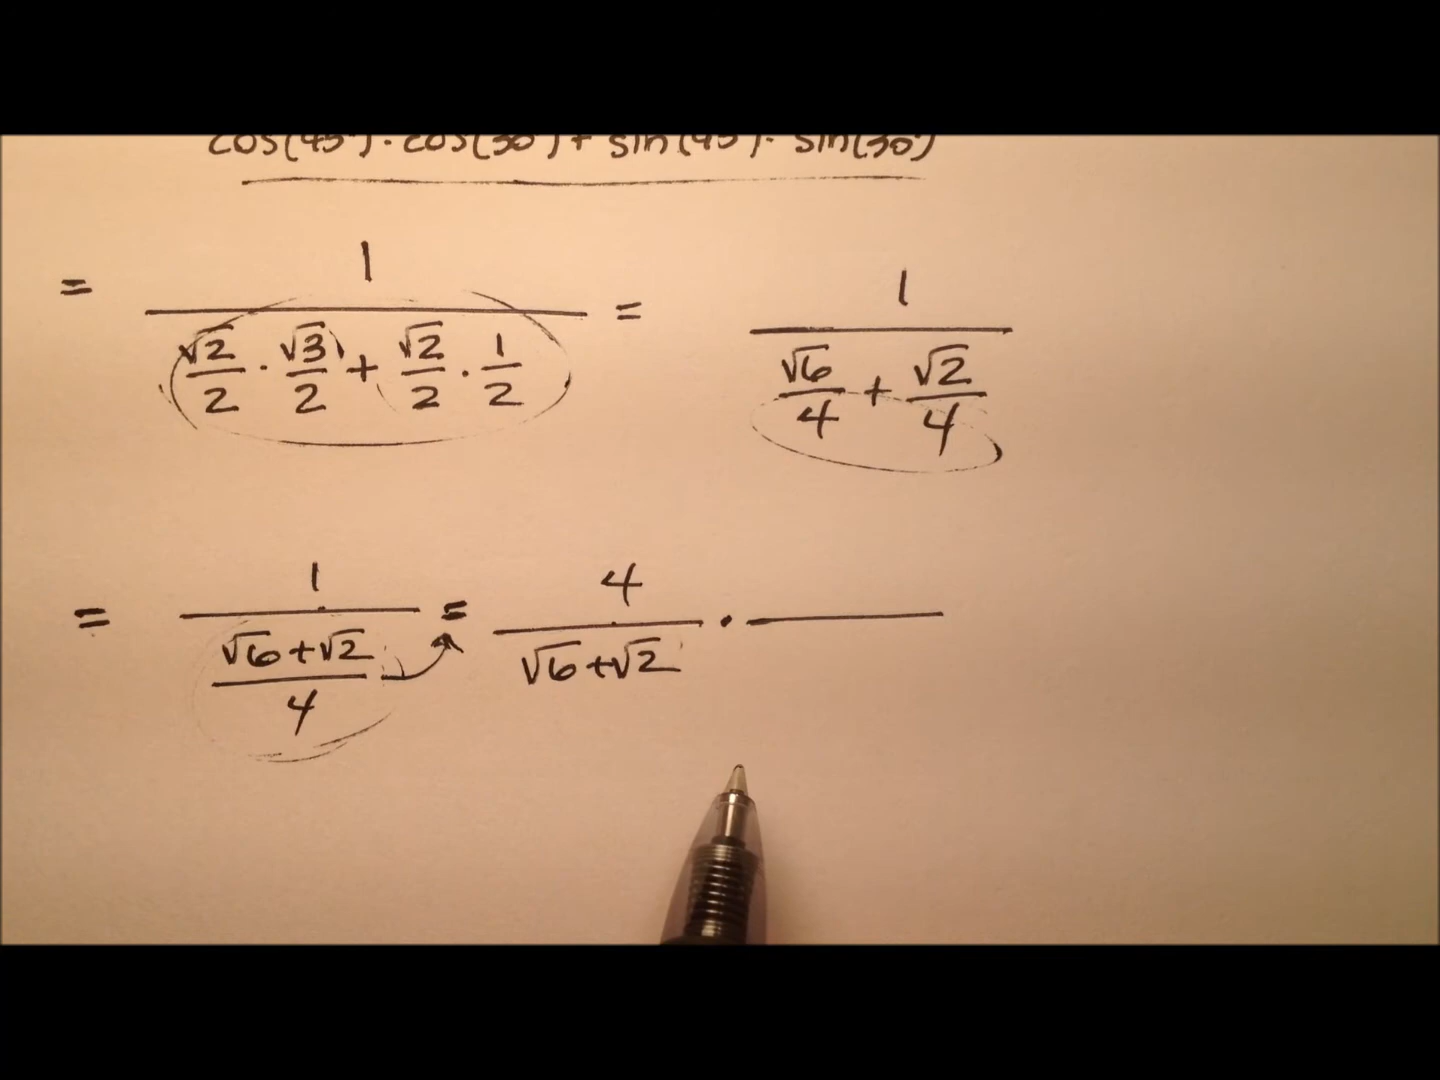 cos(45°) · cos(30°) + sin(45°) · sin(30°)
= 1 / (√2/2 · √3/2 + √2/2 · 1/2) = 1 / (√6/4 + √2/4)
= 1 / ((√6+√2)/4) = 4 / (√6+√2) ·